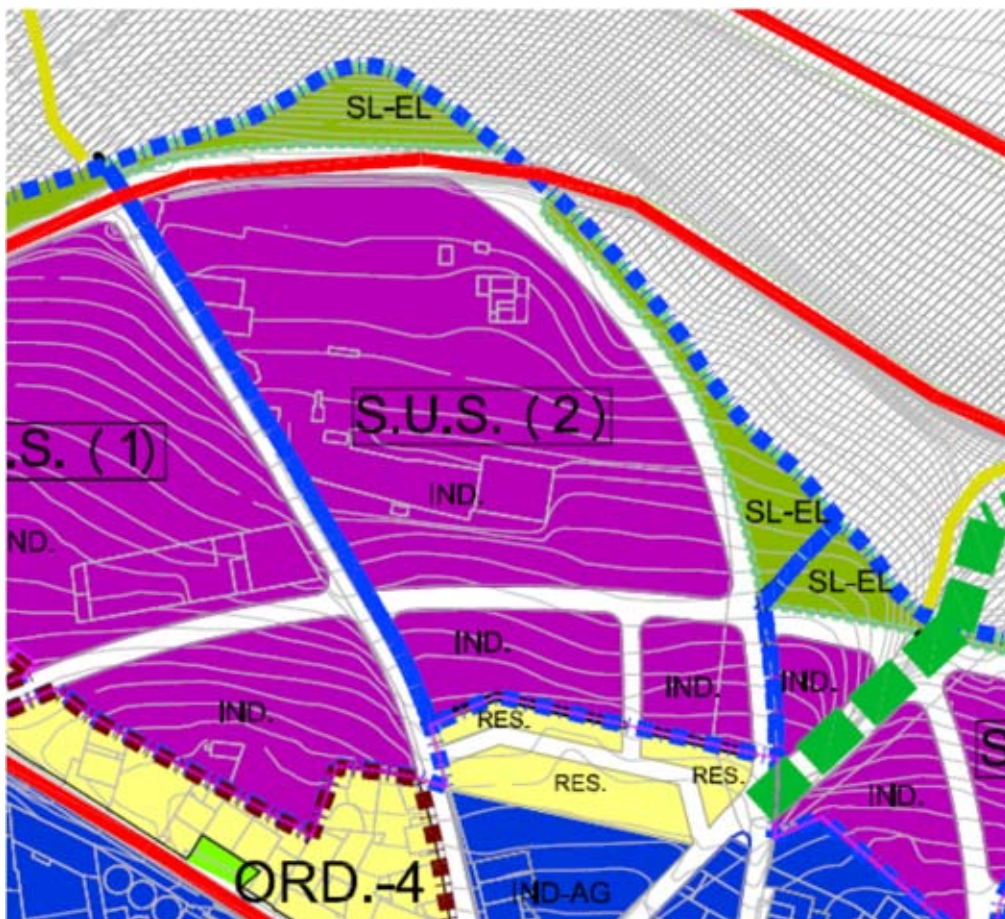 SL-EL
S.U.S. (2)
.S. (1)
IND.
ND.
SL-EL
SL-EL
IND.
IND.
IND.
IND.
RES.
RES.
RES.
IND.
S
ORD.-4
IND-AG